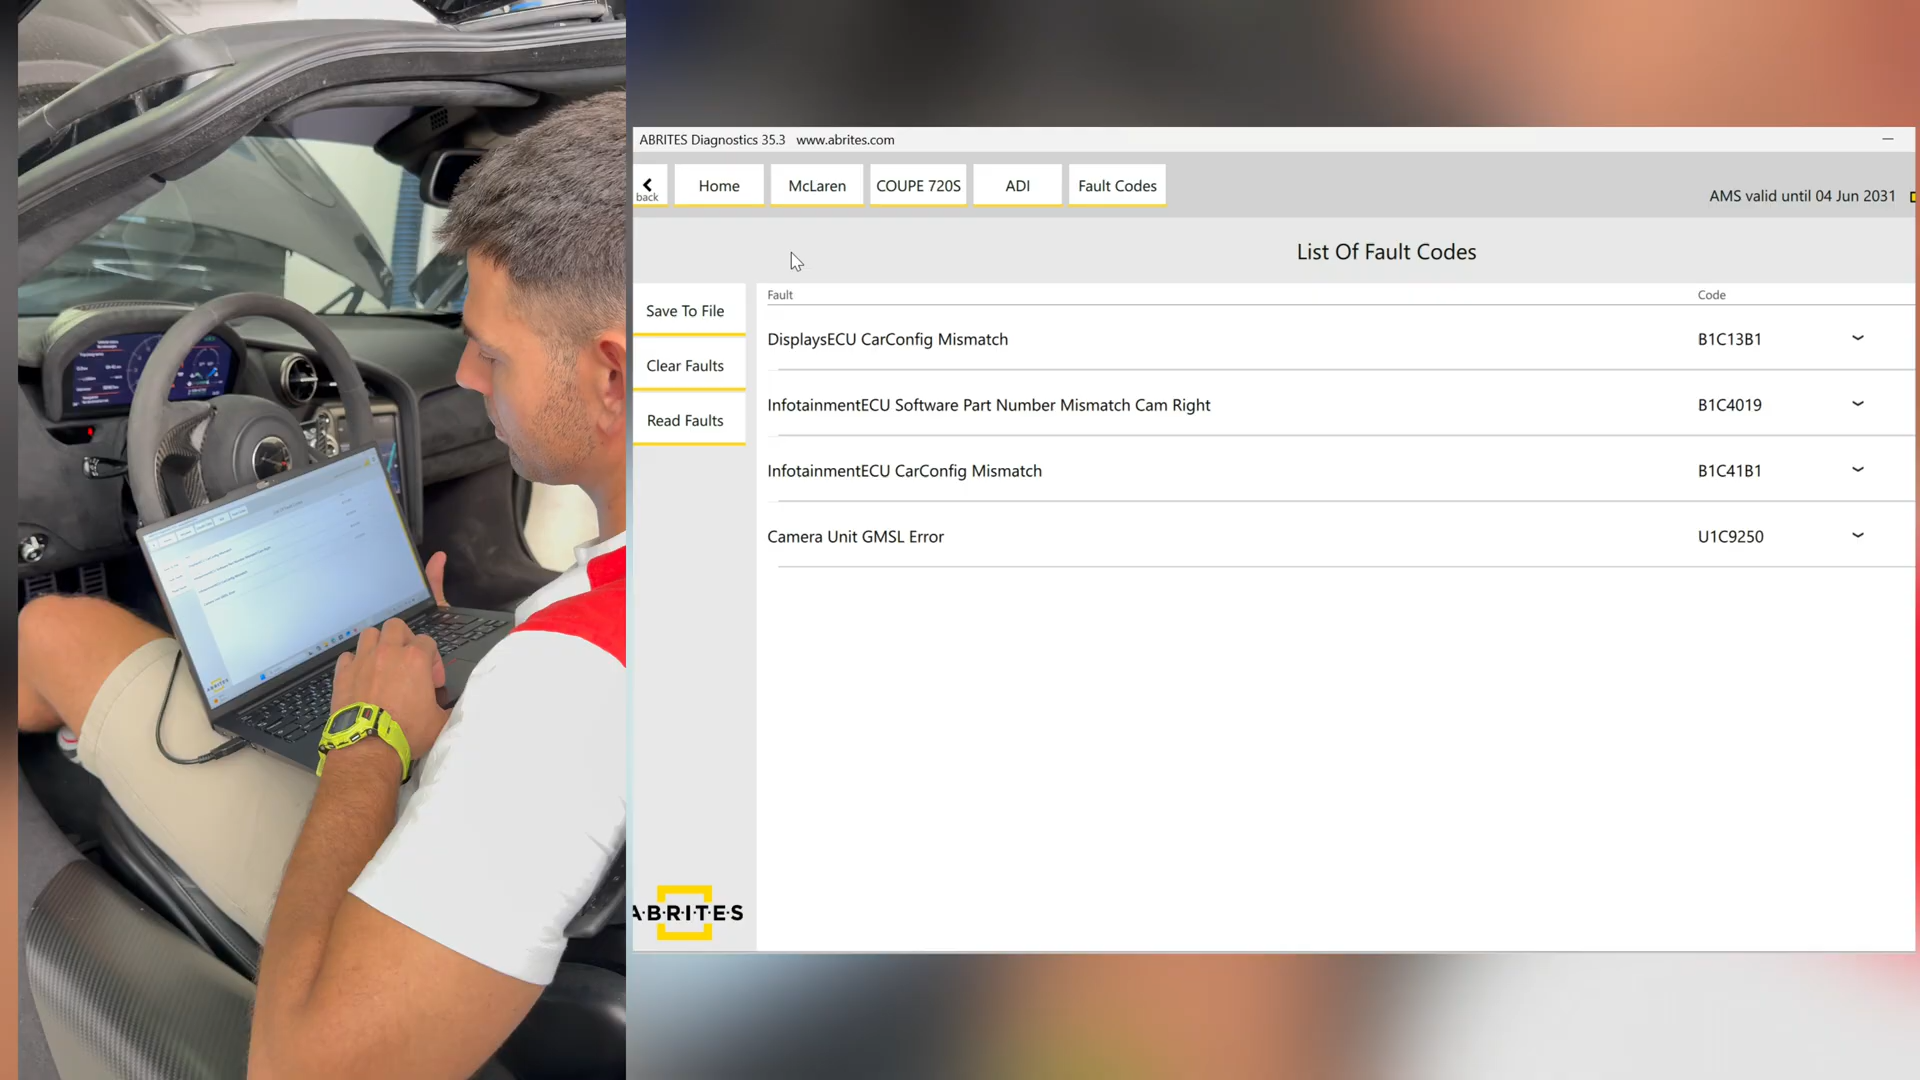 ABRITES Diagnostics 35.3 www.abrites.com
back
Home
McLaren
COUPE 720S
ADI
Fault Codes
AMS valid until 04 Jun 2031
List Of Fault Codes
Save To File
Clear Faults
Read Faults
Fault Code
DisplaysECU CarConfig Mismatch B1C13B1
InfotainmentECU Software Part Number Mismatch Cam Right B1C4019
InfotainmentECU CarConfig Mismatch B1C41B1
Camera Unit GMSL Error U1C9250
A·B·R·I·T·E·S